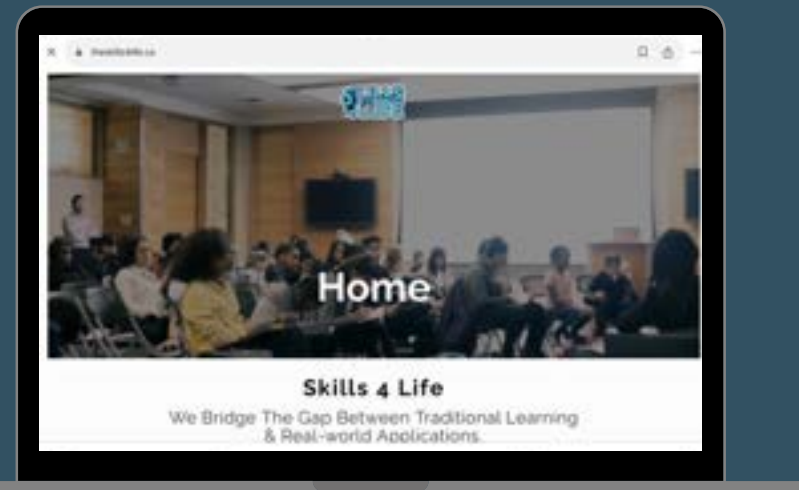 Home
Skills 4 Life
We Bridge The Gap Between Traditional Learning
& Real-world Applications.